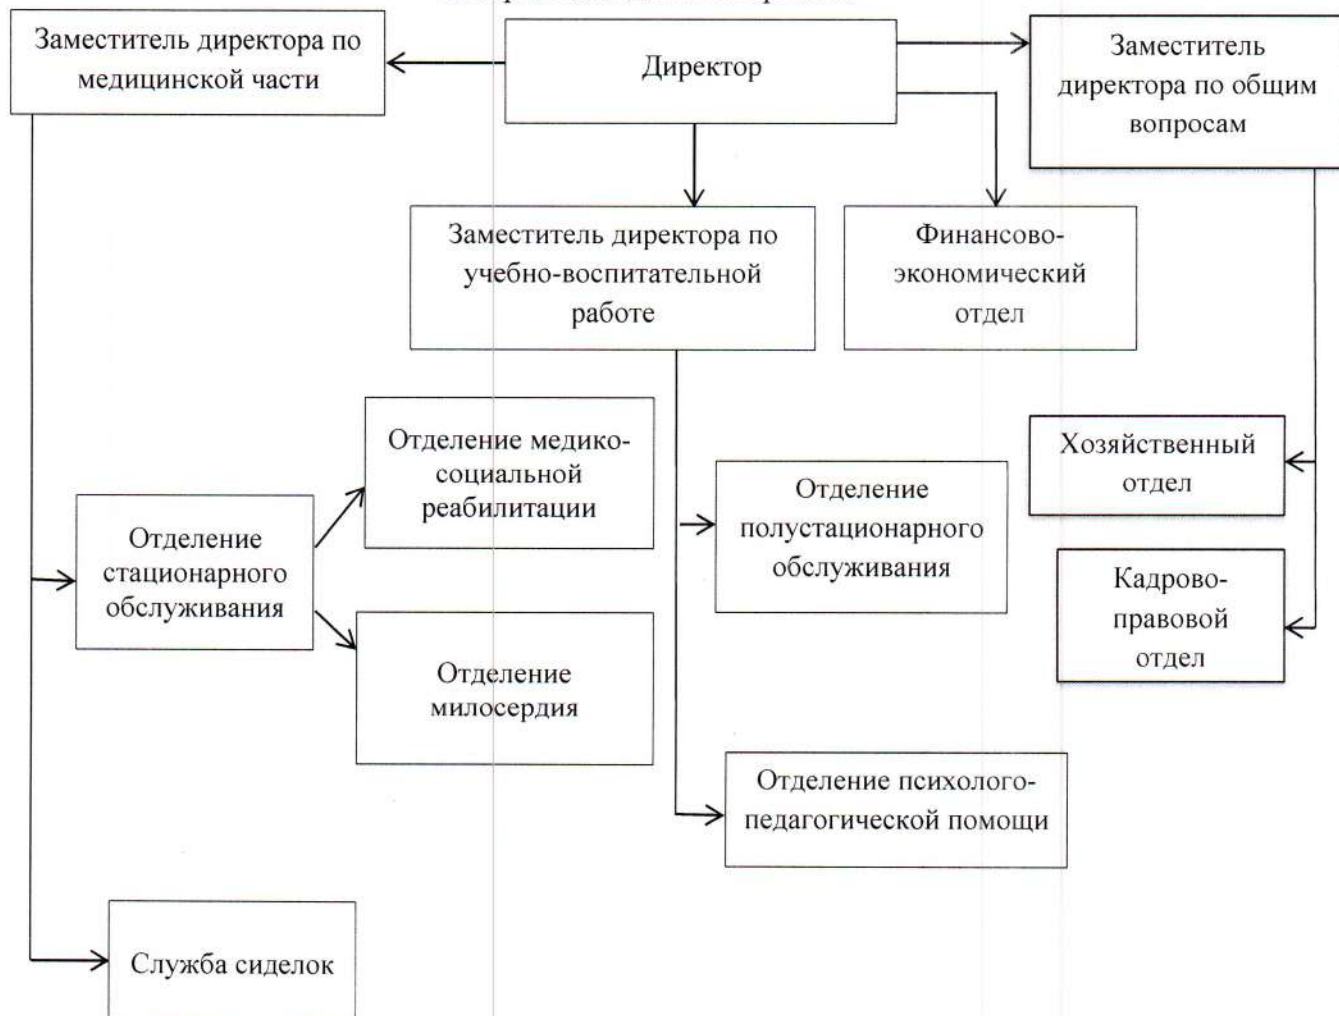 Заместитель директора по
медицинской части
Директор
Заместитель
директора по общим
вопросам
Заместитель директора по
учебно-воспитательной
работе
Финансово-
экономический
отдел
Отделение медико-
социальной
реабилитации
Хозяйственный
отдел
Отделение
полустационарного
обслуживания
Отделение
стационарного
обслуживания
Кадрово-
правовой
отдел
Отделение
милосердия
Отделение психолого-
педагогической помощи
Служба сиделок